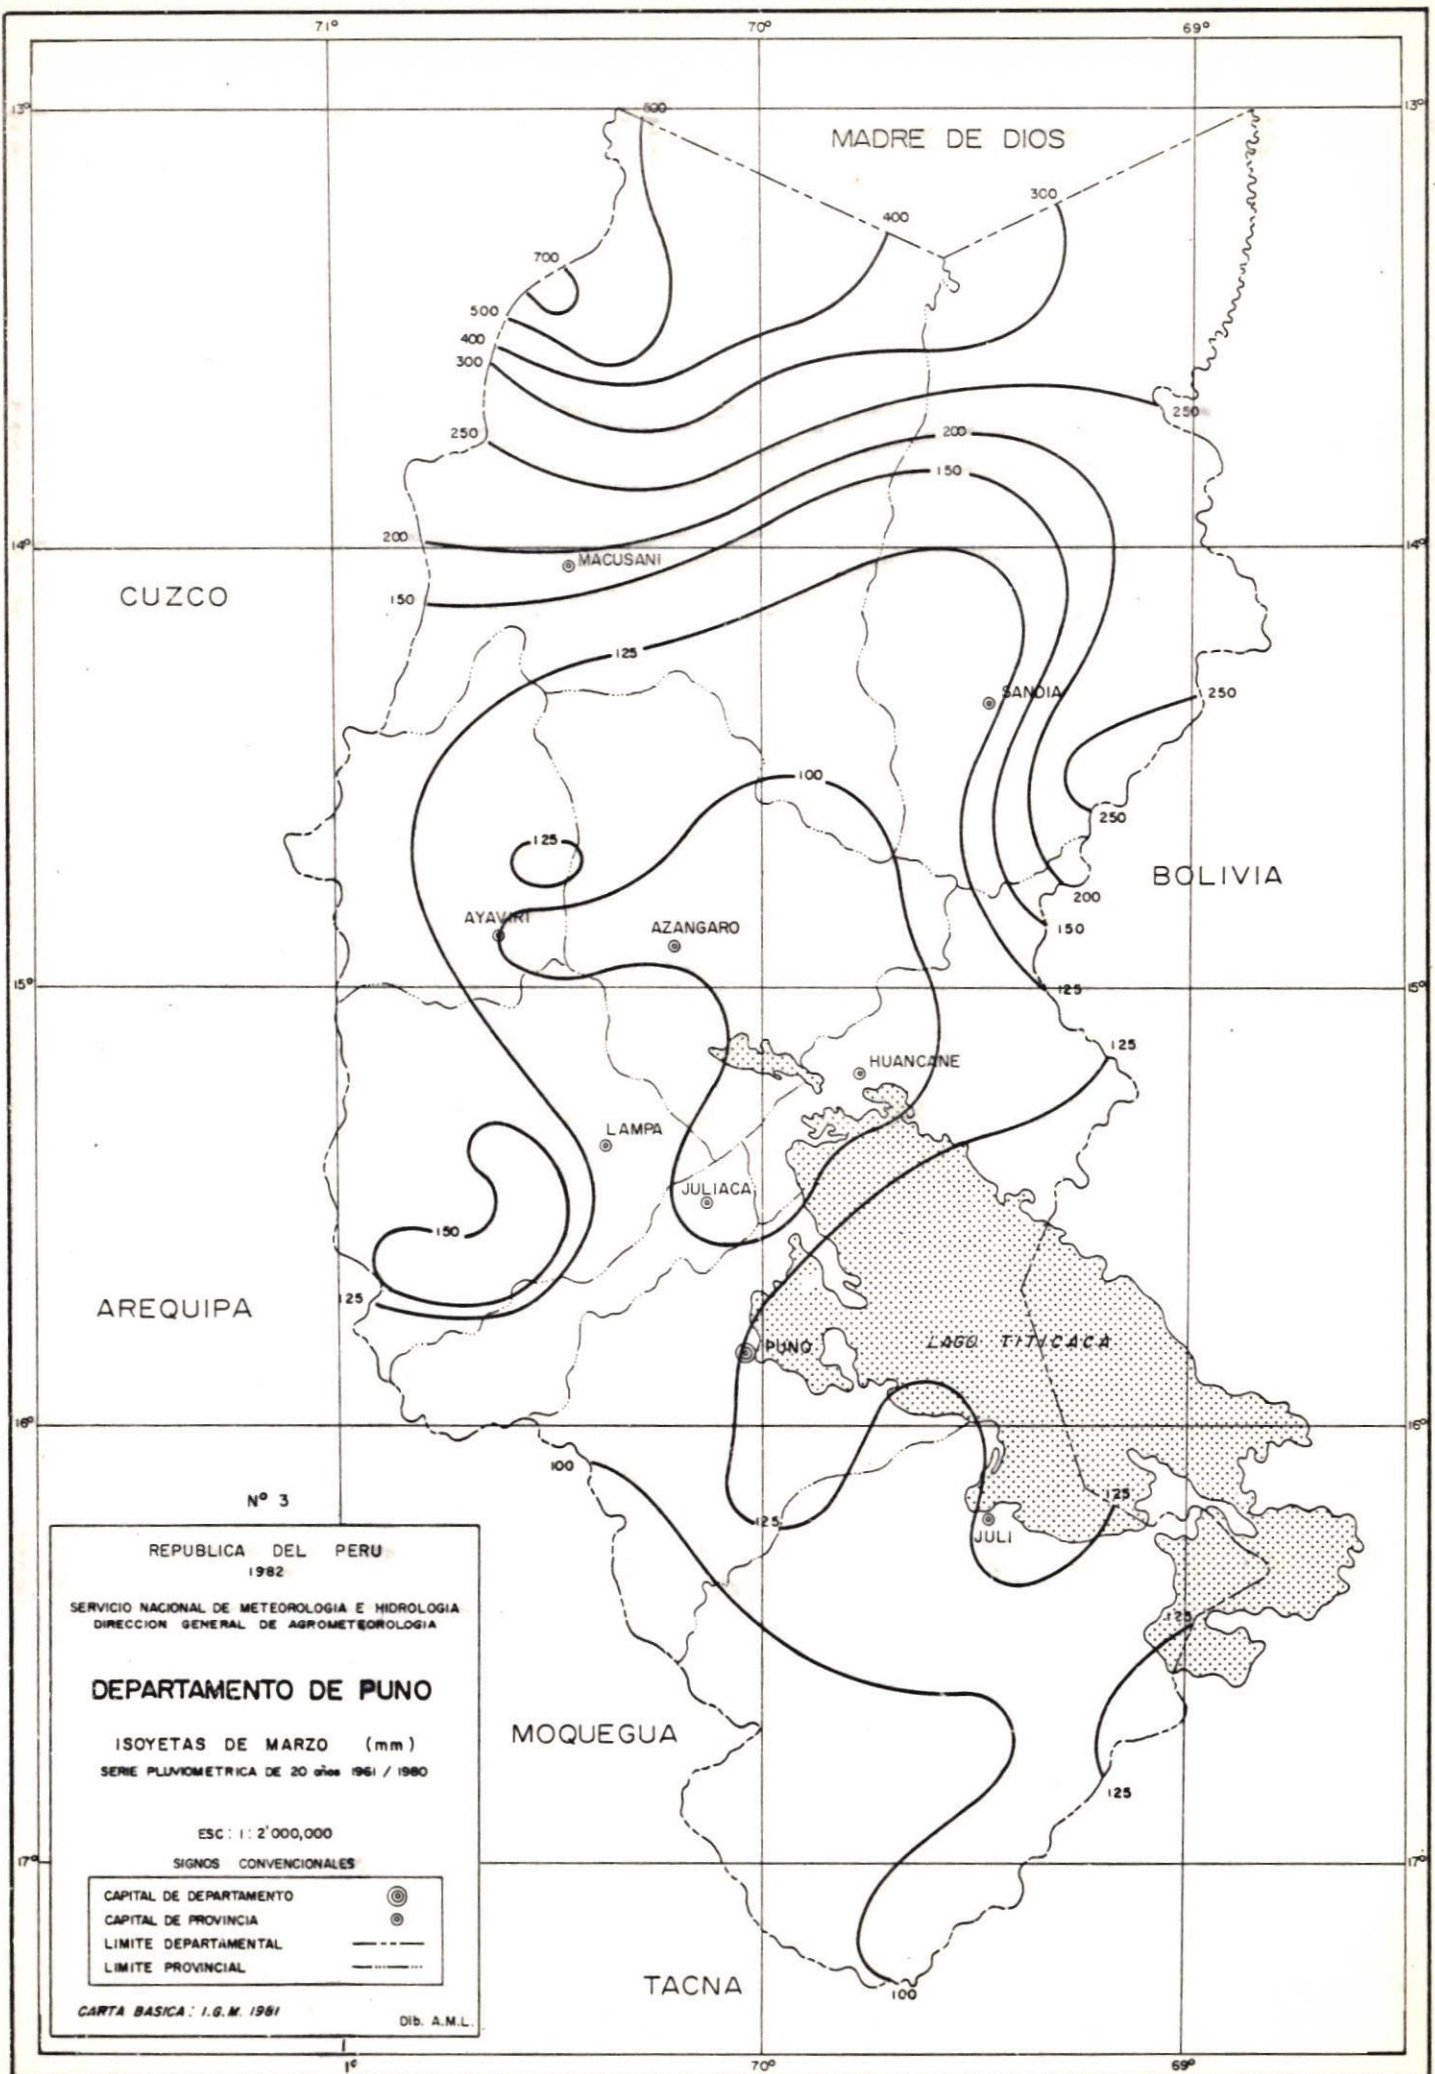 71° 70° 69°
13° 13°
500
MADRE DE DIOS
300
400
700
500
400
300
250
250
200
150
200
14° 14°
MACUSANI
CUZCO
150
125
SANDIA
250
100
250
125
BOLIVIA
200
AYAVIRI
AZANGARO
150
15° 125 15°
125
HUANCANE
LAMPA
JULIACA
150
125
AREQUIPA
PUNO
LAGO TITICACA
16° 16°
100
125
Nº 3
125
JULI
REPUBLICA DEL PERU
1982
SERVICIO NACIONAL DE METEOROLOGIA E HIDROLOGIA
DIRECCION GENERAL DE AGROMETEOROLOGIA
125
DEPARTAMENTO DE PUNO
MOQUEGUA
ISOYETAS DE MARZO (mm)
SERIE PLUVIOMETRICA DE 20 años 1961 / 1980
125
ESC: 1: 2'000,000
SIGNOS CONVENCIONALES
17° 17°
CAPITAL DE DEPARTAMENTO
CAPITAL DE PROVINCIA
LIMITE DEPARTAMENTAL
LIMITE PROVINCIAL
TACNA
100
CARTA BASICA: I.G.M. 1981
Dib. A.M.L.
1° 70° 69°